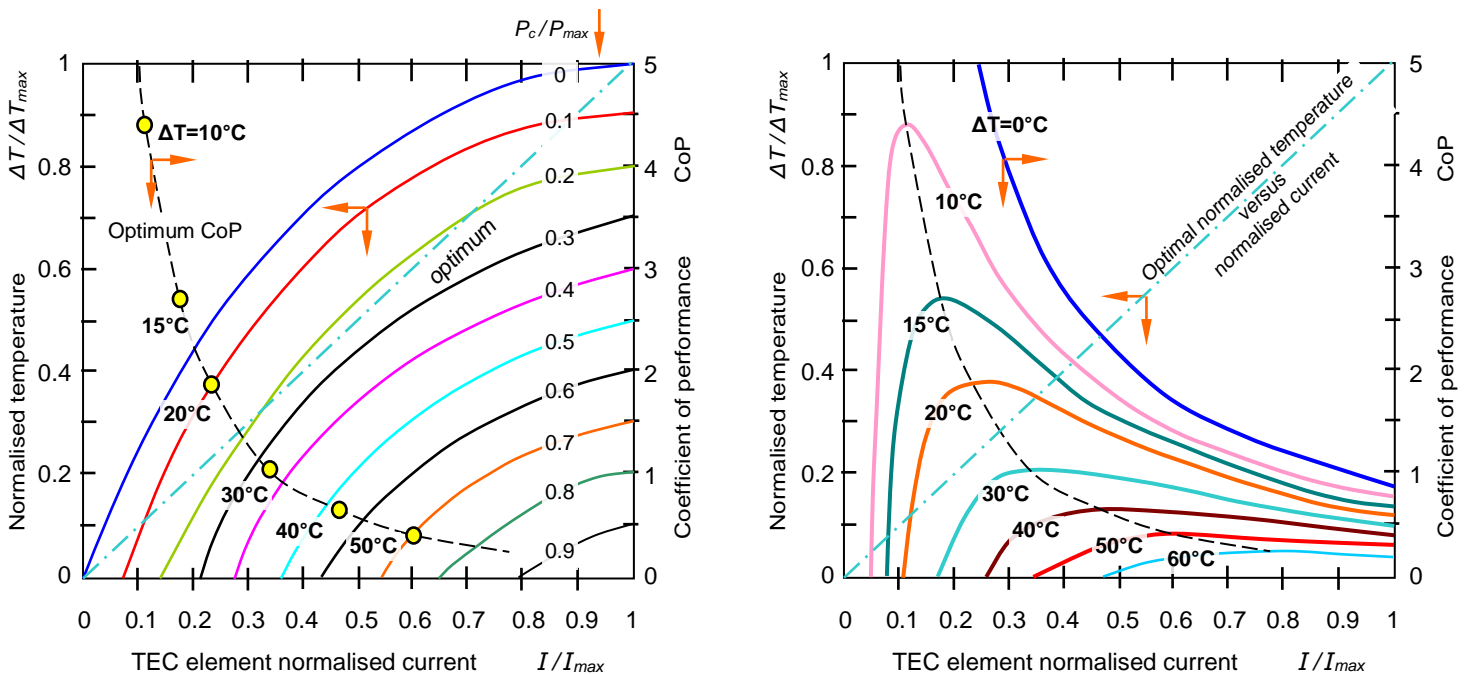 P_c/P_max
1
0.8
0.6
0.4
0.2
0
Normalised temperature ΔT/ΔT_max
ΔT=10°C
Optimum CoP
15°C
20°C
30°C
40°C
50°C
optimum
0
0.1
0.2
0.3
0.4
0.5
0.6
0.7
0.8
0.9
5
4
3
2
1
0
Coefficient of performance CoP
0 0.1 0.2 0.3 0.4 0.5 0.6 0.7 0.8 0.9 1
TEC element normalised current I/I_max
1
0.8
0.6
0.4
0.2
0
Normalised temperature ΔT/ΔT_max
ΔT=0°C
10°C
15°C
20°C
30°C
40°C
50°C
60°C
Optimal normalised temperature
versus
normalised current
5
4
3
2
1
0
Coefficient of performance CoP
0 0.1 0.2 0.3 0.4 0.5 0.6 0.7 0.8 0.9 1
TEC element normalised current I/I_max